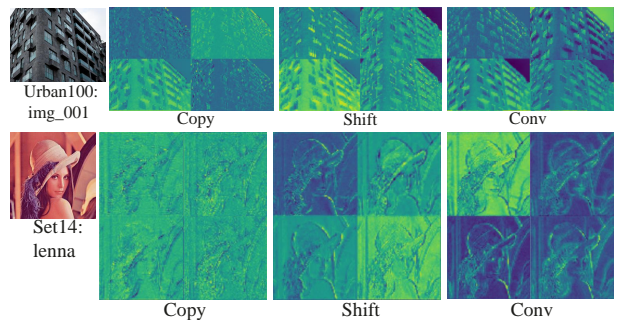 Urban100:
img_001
Copy
Shift
Conv
Set14:
lenna
Copy
Shift
Conv